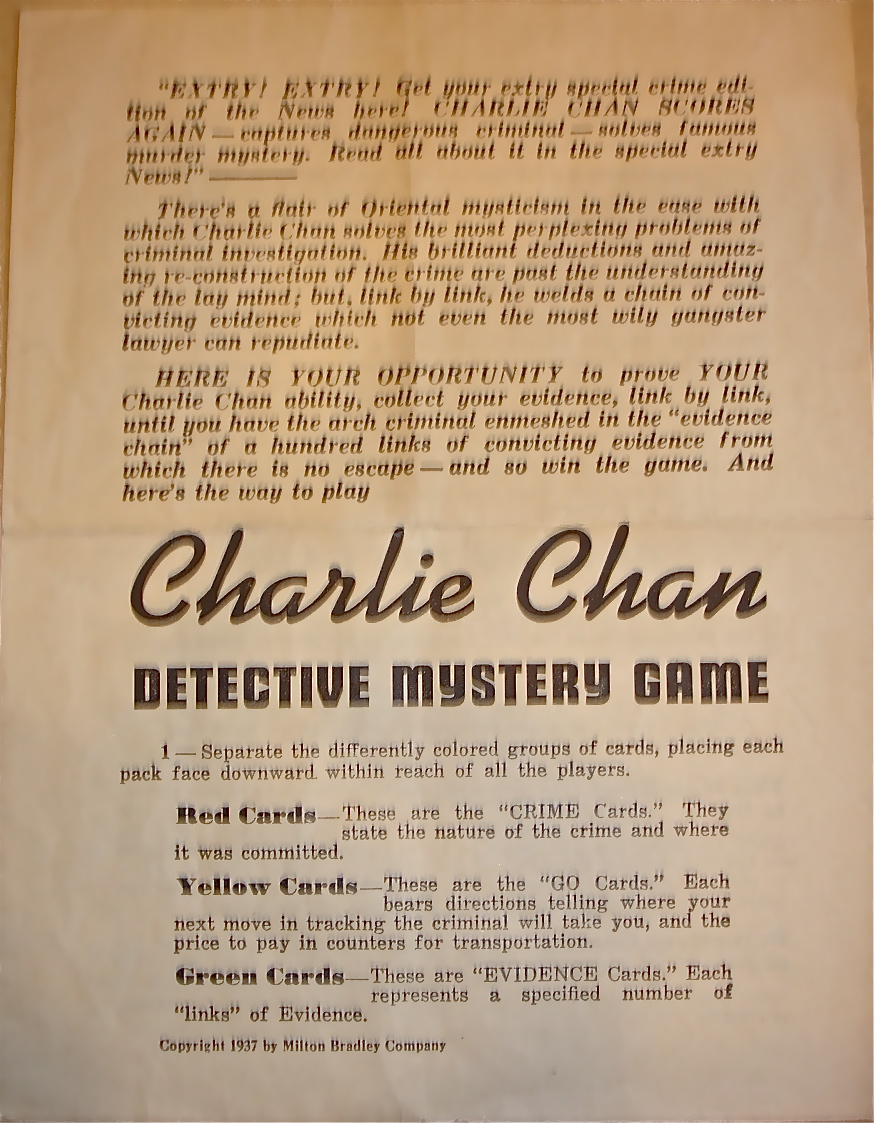 "EXTRY! EXTRY! Get your extry special crime edi-
tion of the News here! CHARLIE CHAN SCORES
AGAIN — captures dangerous criminal — solves famous
murder mystery. Read all about it in the special extry
News!" ————
There's a flair of Oriental mysticism in the ease with
which Charlie Chan solves the most perplexing problems of
criminal investigation. His brilliant deductions and amaz-
ing re-construction of the crime are past the understanding
of the lay mind; but, link by link, he welds a chain of con-
victing evidence which not even the most wily gangster
lawyer can repudiate.
HERE IS YOUR OPPORTUNITY to prove YOUR
Charlie Chan ability, collect your evidence, link by link,
until you have the arch criminal enmeshed in the "evidence
chain" of a hundred links of convicting evidence from
which there is no escape — and so win the game. And
here's the way to play
Charlie Chan
DETECTIVE MYSTERY GAME
1 — Separate the differently colored groups of cards, placing each
pack face downward within reach of all the players.
Red Cards—These are the "CRIME Cards." They
state the nature of the crime and where
it was committed.
Yellow Cards—These are the "GO Cards." Each
bears directions telling where your
next move in tracking the criminal will take you, and the
price to pay in counters for transportation.
Green Cards—These are "EVIDENCE Cards." Each
represents a specified number of
"links" of Evidence.
Copyright 1937 by Milton Bradley Company